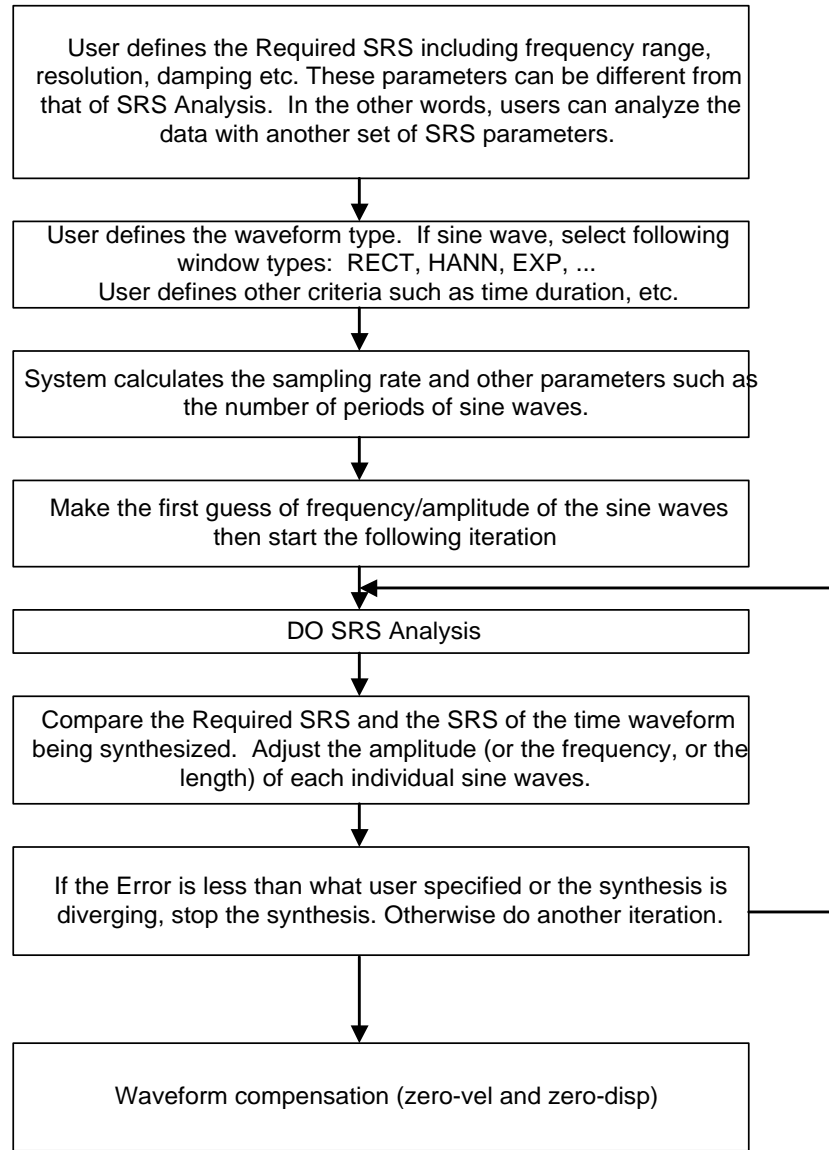 User defines the Required SRS including frequency range,
resolution, damping etc. These parameters can be different from
that of SRS Analysis.  In the other words, users can analyze the
data with another set of SRS parameters.
User defines the waveform type.  If sine wave, select following
window types:  RECT, HANN, EXP, ...
User defines other criteria such as time duration, etc.
System calculates the sampling rate and other parameters such as
the number of periods of sine waves.
Make the first guess of frequency/amplitude of the sine waves
then start the following iteration
DO SRS Analysis
Compare the Required SRS and the SRS of the time waveform
being synthesized.  Adjust the amplitude (or the frequency, or the
length) of each individual sine waves.
If the Error is less than what user specified or the synthesis is
diverging, stop the synthesis. Otherwise do another iteration.
Waveform compensation (zero-vel and zero-disp)